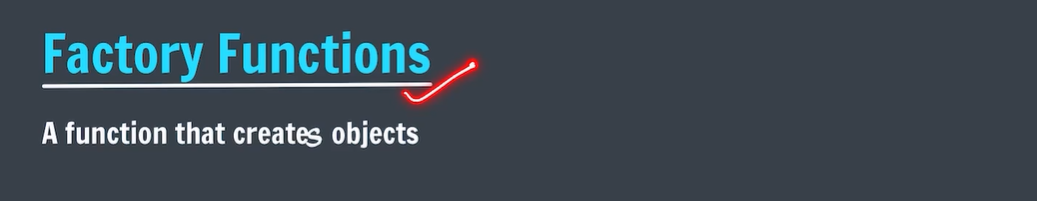 Factory Functions
A function that creates objects